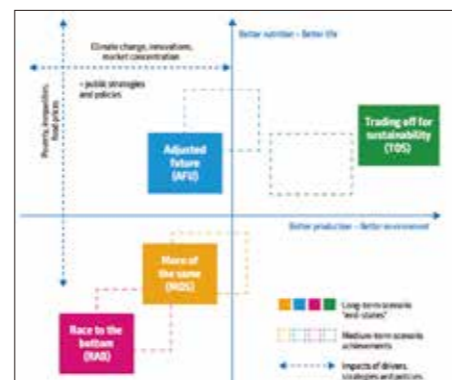 Better nutrition – Better life
Climate change, innovations,
market concentration
+ public strategies
and policies
Poverty, inequalities,
food prices
Trading off for
sustainability
(TOS)
Adjusted
future
(AFU)
Better production – Better environment
More of
the same
(MOS)
Race to the
bottom
(RAB)
Long-term scenario
"end-states"
Medium-term scenario
achievements
Impacts of drivers,
strategies and policies